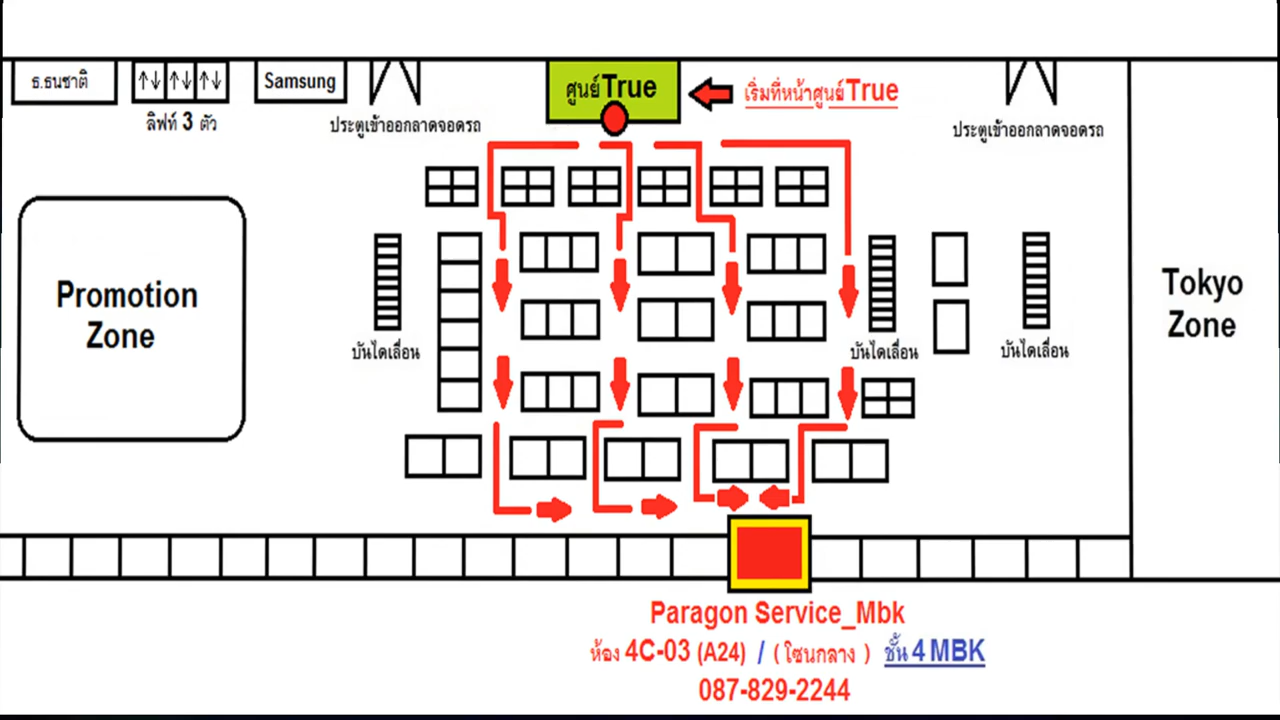 ธ.ธนชาติ
ลิฟท์ 3 ตัว
Samsung
ประตูเข้าออกลาดจอดรถ
ศูนย์True
เริ่มที่หน้าศูนย์True
ประตูเข้าออกลาดจอดรถ
Promotion
Zone
บันไดเลื่อน
บันไดเลื่อน
บันไดเลื่อน
Tokyo
Zone
Paragon Service_Mbk
ห้อง 4C-03 (A24) / ( โซนกลาง ) ชั้น 4 MBK
087-829-2244